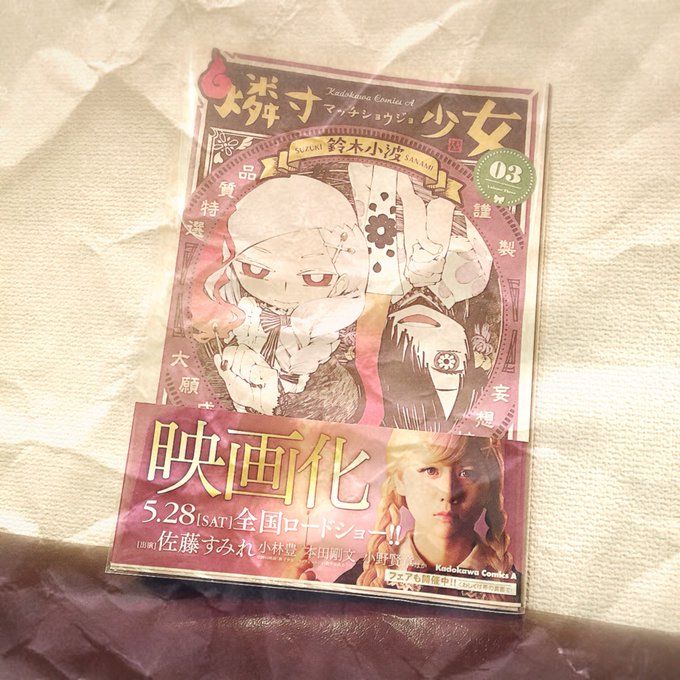 Kadokawa Comics A
燐寸少女
マッチショウジョ
SUZUKI 鈴木小波 SANAMI
03
品質特選
謹製
大願成
妄想
映画化
5.28[SAT]全国ロードショー!!
[出演]佐藤すみれ 小林豊 本田剛文 小野賢章ほか
Kadokawa Comics A
フェアも開催中!!